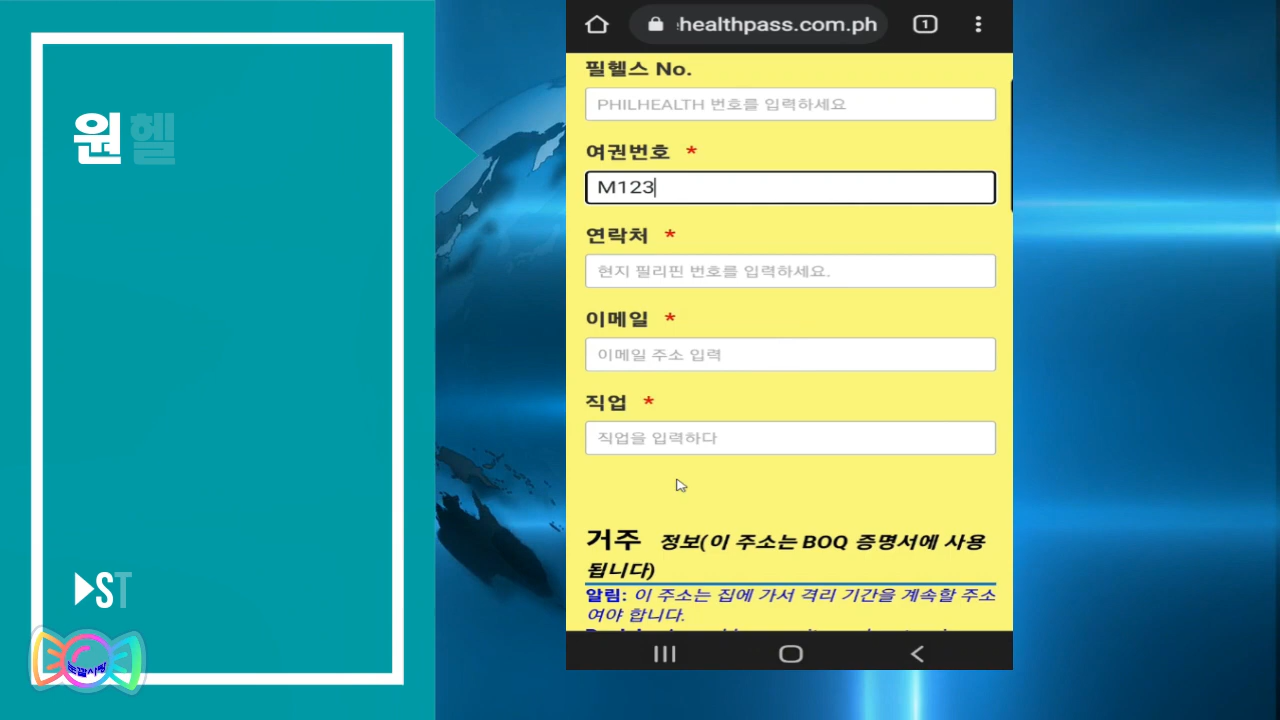 원헬
ST
눈깔사탕
healthpass.com.ph
1
필헬스 No.
PHILHEALTH 번호를 입력하세요
여권번호 *
M123
연락처 *
현지 필리핀 번호를 입력하세요.
이메일 *
이메일 주소 입력
직업 *
직업을 입력하다
거주 정보(이 주소는 BOQ 증명서에 사용
됩니다)
알림: 이 주소는 집에 가서 격리 기간을 계속할 주소
여야 합니다.